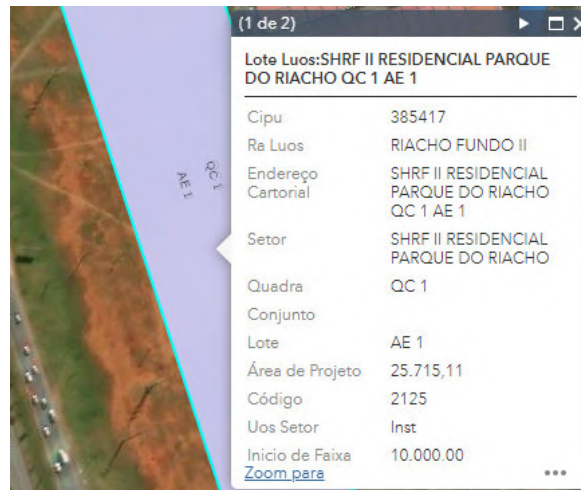 (1 de 2)
Lote Luos:SHRF II RESIDENCIAL PARQUE
DO RIACHO QC 1 AE 1
Cipu 385417
Ra Luos RIACHO FUNDO II
Endereço Cartorial SHRF II RESIDENCIAL
PARQUE DO RIACHO
QC 1 AE 1
Setor SHRF II RESIDENCIAL
PARQUE DO RIACHO
Quadra QC 1
Conjunto
Lote AE 1
Área de Projeto 25.715,11
Código 2125
Uos Setor Inst
Inicio de Faixa 10.000.00
Zoom para
QC 1
AE 1